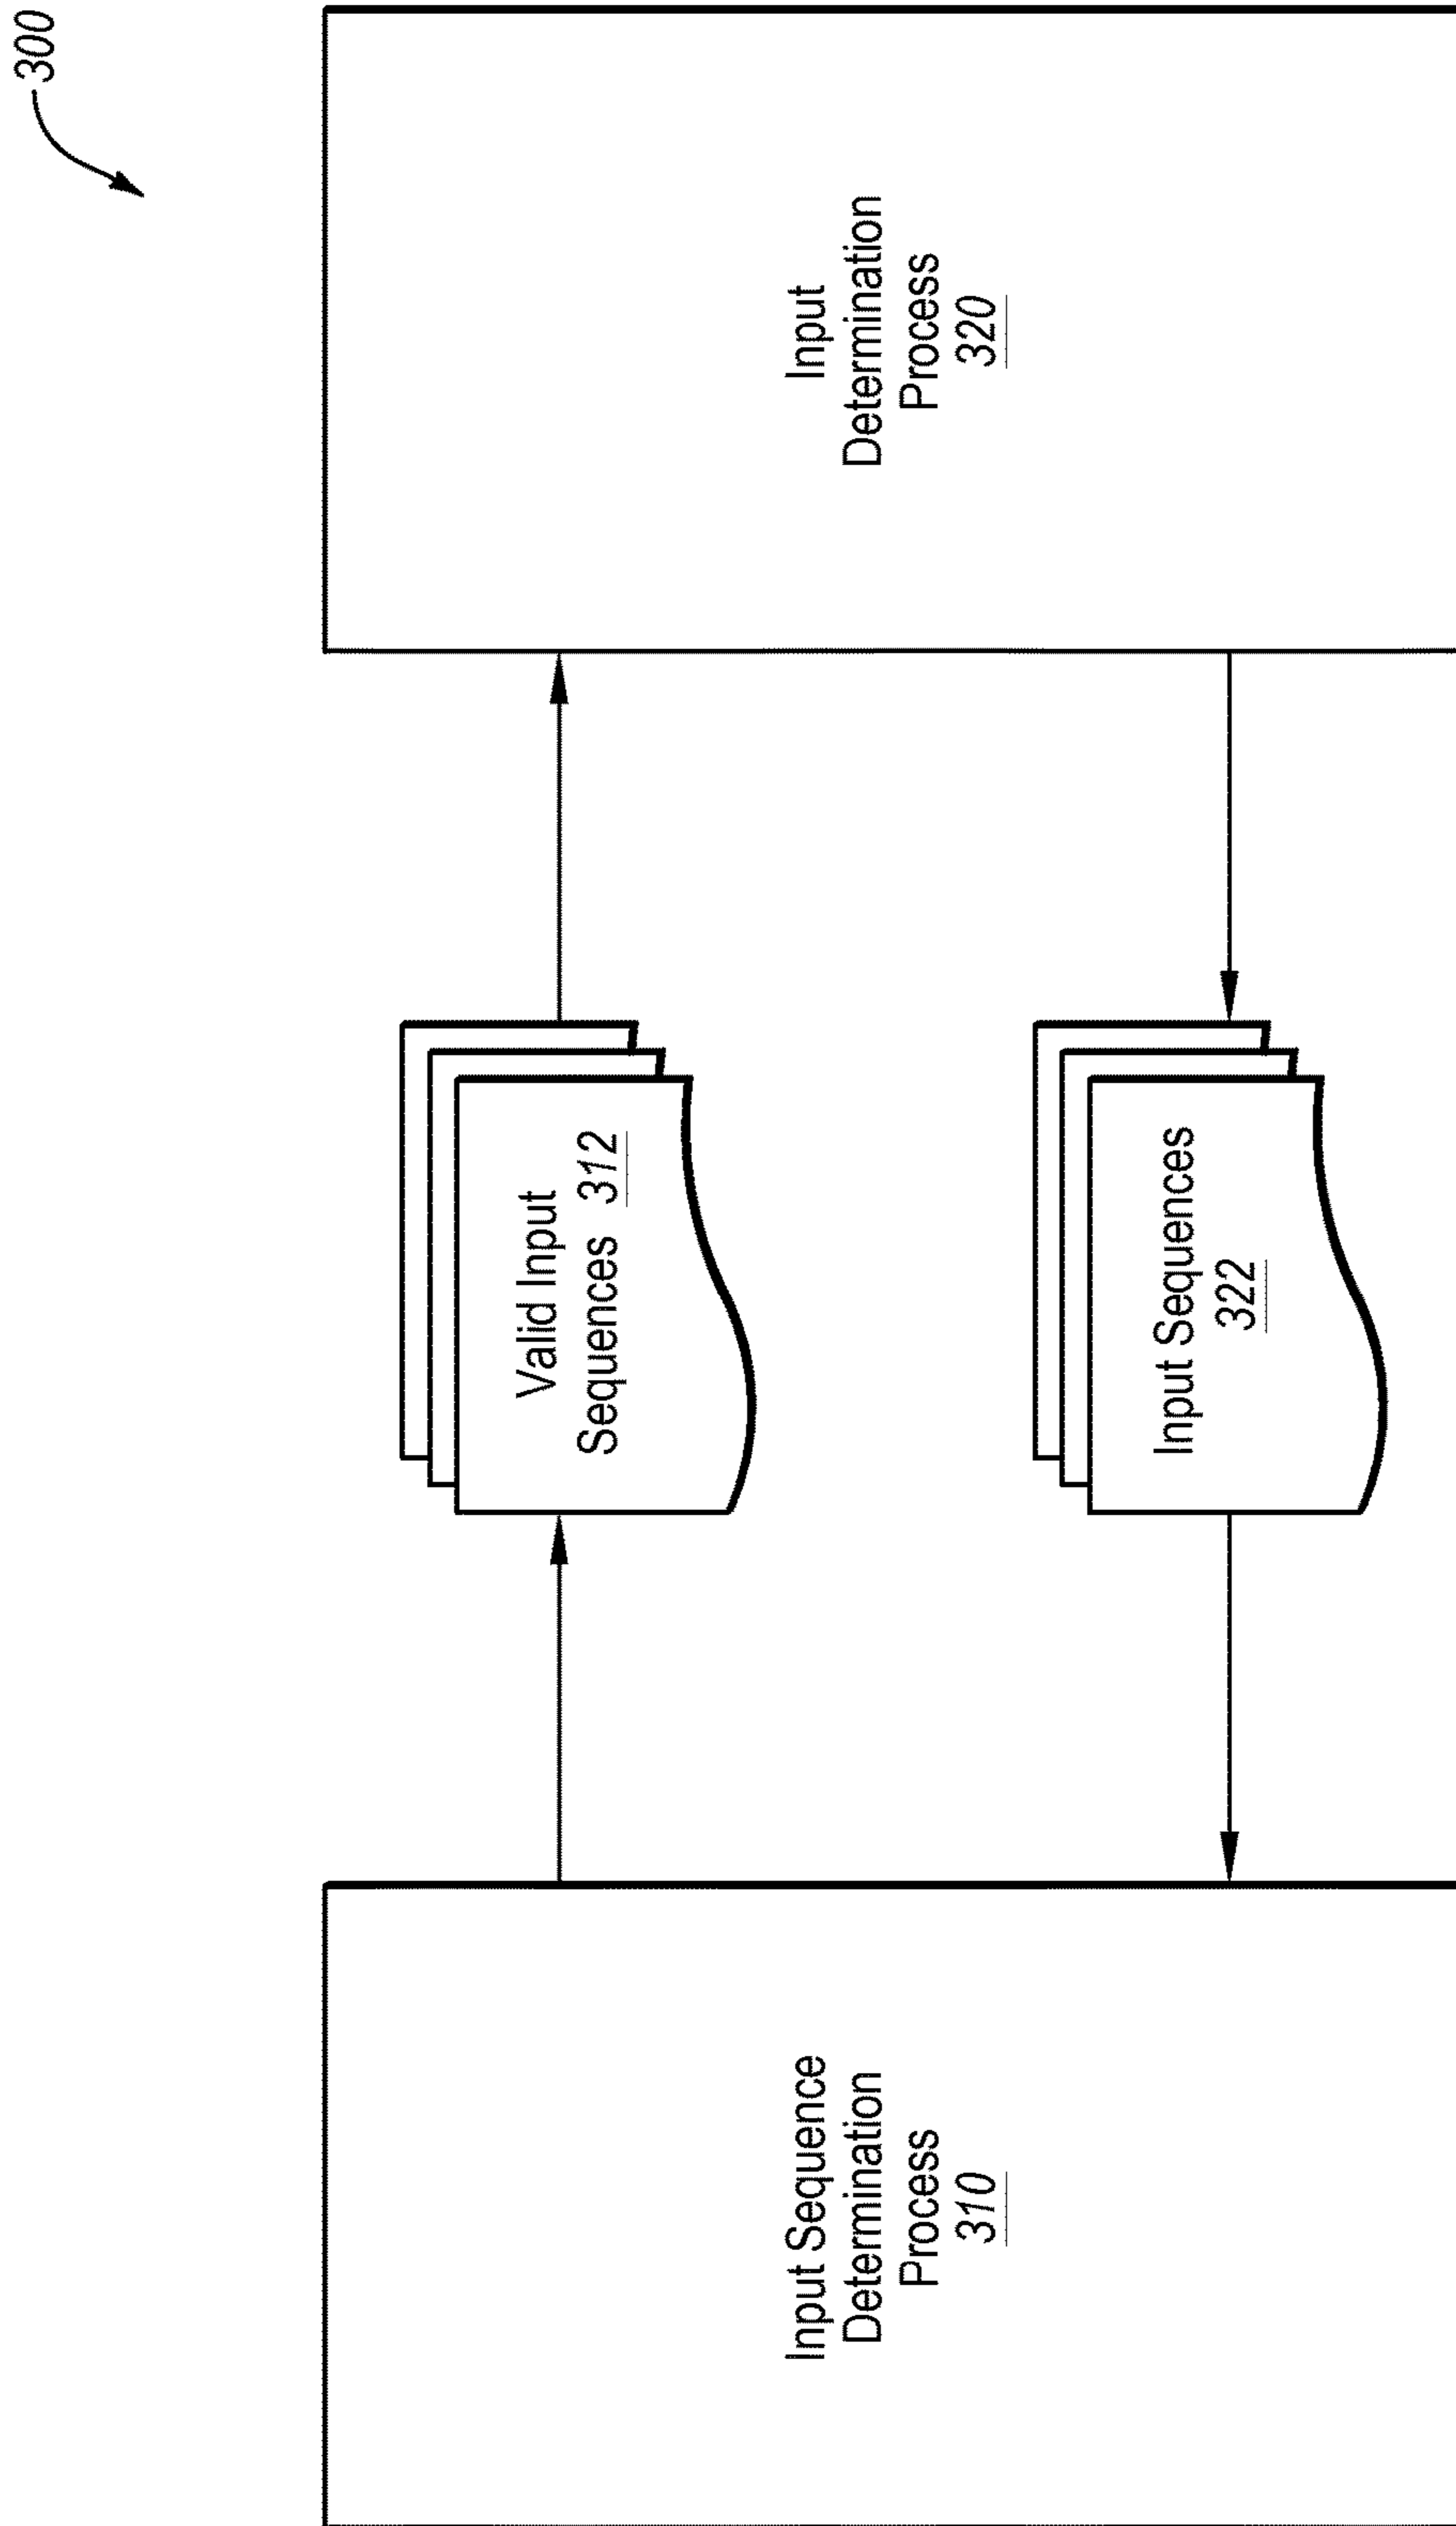 300
Input Sequence
Determination
Process
310
Valid Input
Sequences 312
Input Sequences
322
Input
Determination
Process
320